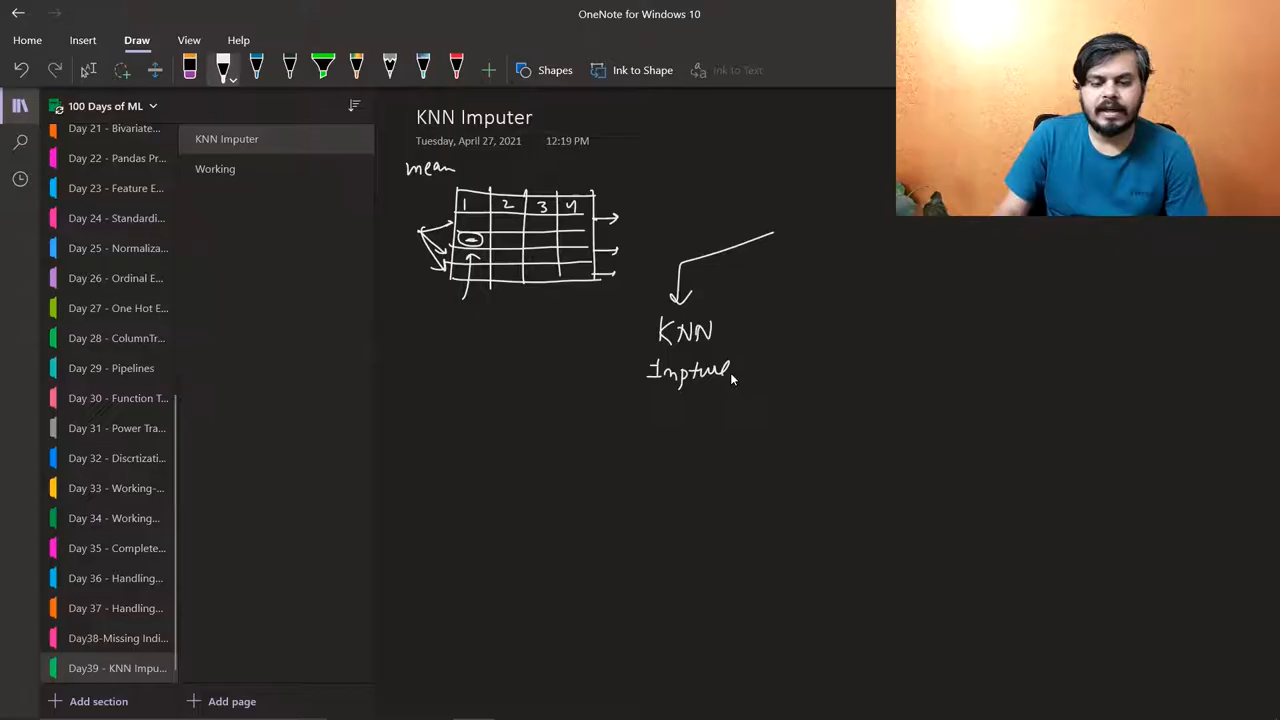 OneNote for Windows 10
Home Insert Draw View Help
Shapes Ink to Shape Ink to Text
100 Days of ML
Day 21 - Bivariate...
Day 22 - Pandas Pr...
Day 23 - Feature E...
Day 24 - Standardi...
Day 25 - Normaliza...
Day 26 - Ordinal E...
Day 27 - One Hot E...
Day 28 - ColumnTr...
Day 29 - Pipelines
Day 30 - Function T...
Day 31 - Power Tra...
Day 32 - Discrtizati...
Day 33 - Working-...
Day 34 - Working...
Day 35 - Complete...
Day 36 - Handling...
Day 37 - Handling...
Day38-Missing Indi...
Day39 - KNN Impu...
Add section
KNN Imputer
Working
Add page
KNN Imputer
Tuesday, April 27, 2021 12:19 PM
mean
1 2 3 4
KNN